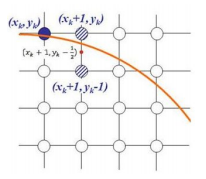 (xₖ,yₖ) (xₖ+1,yₖ)
(xₖ + 1, yₖ − ½)
(xₖ+1,yₖ-1)